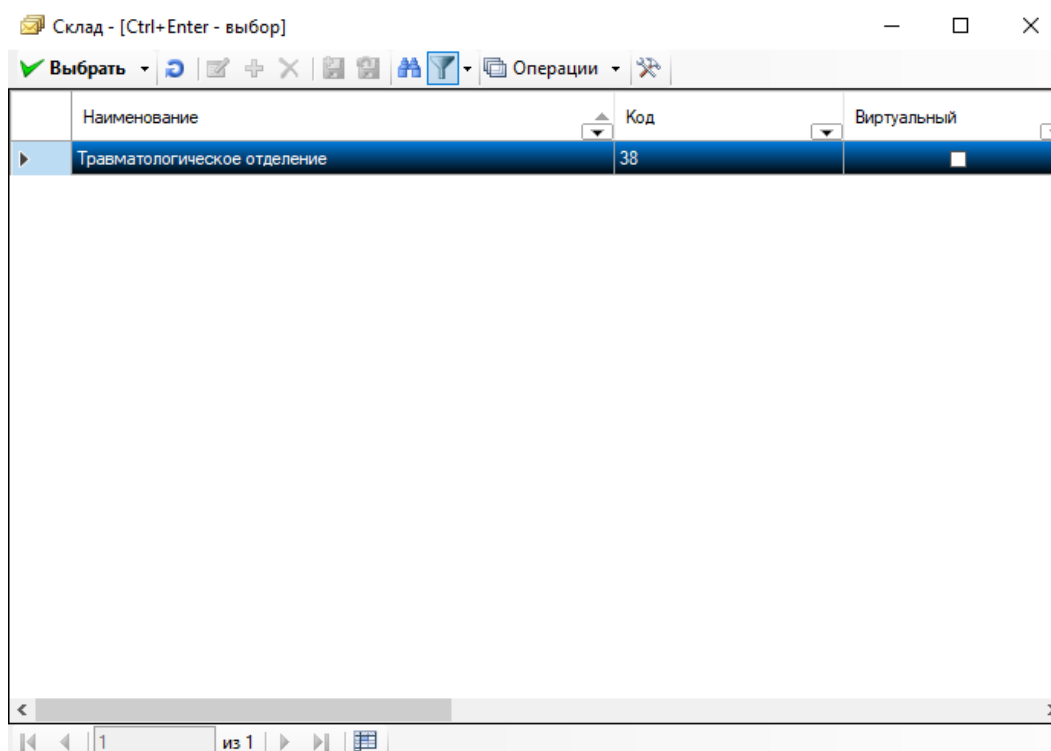 Склад - [Ctrl+Enter - выбор]
Выбрать Операции
Наименование Код Виртуальный
Травматологическое отделение 38
1 из 1